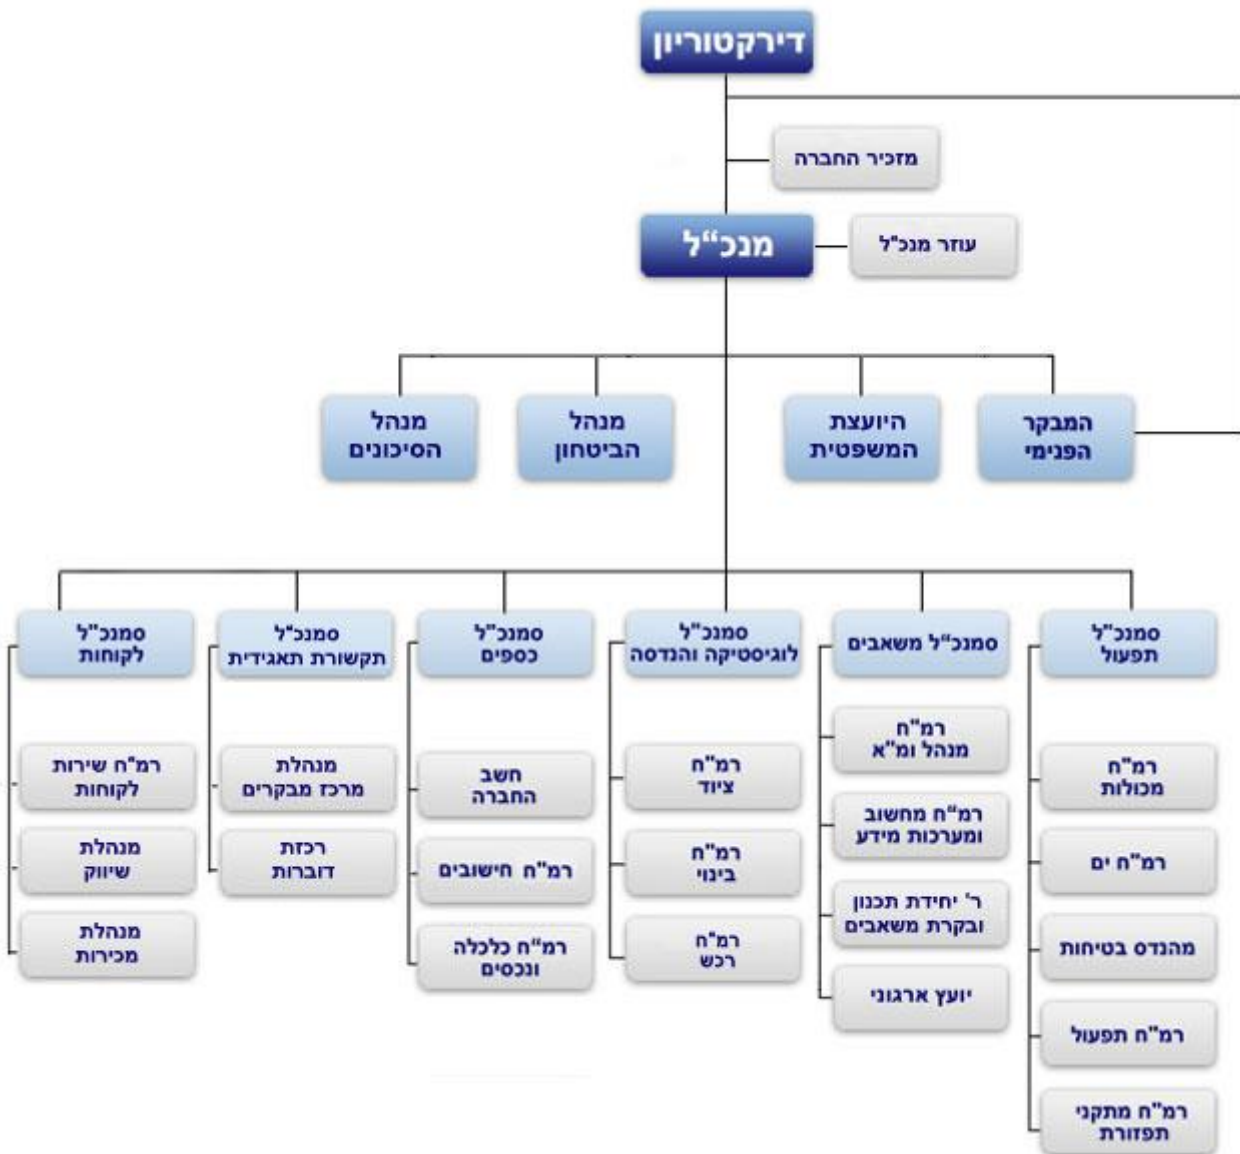 דירקטוריון
מזכיר החברה
מנכ“ל
עוזר מנכ"ל
המבקר
הפנימי
היועצת
המשפטית
מנהל
הביטחון
מנהל
הסיכונים
סמנכ"ל
תפעול
רמ"ח
מכולות
רמ"ח ים
מהנדס בטיחות
רמ"ח תפעול
רמ"ח מתקני
תפזורת
סמנכ“ל משאבים
רמ"ח
מנהל ומ"א
רמ“ח מחשוב
ומערכות מידע
ר' יחידת תכנון
ובקרת משאבים
יועץ ארגוני
סמנכ"ל
לוגיסטיקה והנדסה
רמ"ח
ציוד
רמ"ח
בינוי
רמ"ח
רכש
סמנכ"ל
כספים
חשב
החברה
רמ"ח חישובים
רמ"ח כלכלה
ונכסים
סמנכ"ל
תקשורת תאגידית
מנהלת
מרכז מבקרים
רכזת
דוברות
סמנכ"ל
לקוחות
רמ"ח שירות
לקוחות
מנהלת
שיווק
מנהלת
מכירות